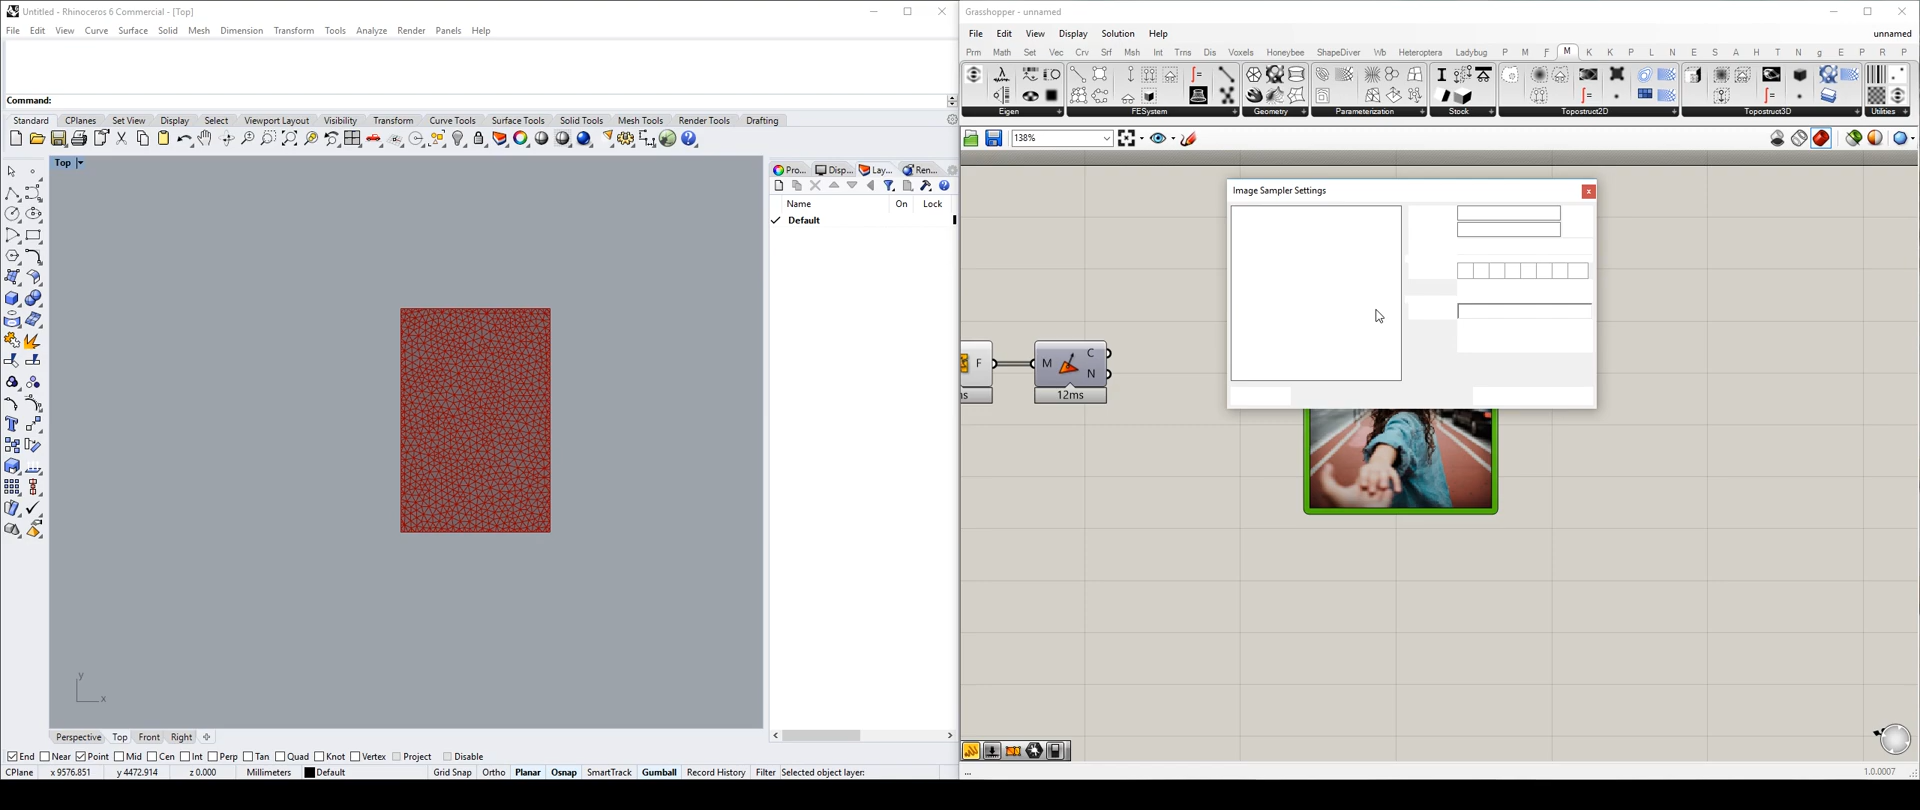 Untitled - Rhinoceros 6 Commercial - [Top]
File Edit View Curve Surface Solid Mesh Dimension Transform Tools Analyze Render Panels Help
Command:
Standard CPlanes Set View Display Select Viewport Layout Visibility Transform Curve Tools Surface Tools Solid Tools Mesh Tools Render Tools Drafting
Top
Pro... Disp... Lay... Ren...
Name On Lock
Default
y
x
Perspective Top Front Right
End Near Point Mid Cen Int Perp Tan Quad Knot Vertex Project Disable
CPlane x 9576.851 y 4472.914 z 0.000 Millimeters Default Grid Snap Ortho Planar Osnap SmartTrack Gumball Record History Filter Selected object layer:
Grasshopper - unnamed
File Edit View Display Solution Help unnamed
Prm Math Set Vec Crv Srf Msh Int Trns Dis Voxels Honeybee ShapeDiver Wb Heteroptera Ladybug P M F M K K P L N E S A H T N g E P R P
Eigen FESystem Geometry Parameterization Stock Topostruct2D Topostruct3D Utilities
138%
Image Sampler Settings
F M C N
12ms
...
1.0.0007